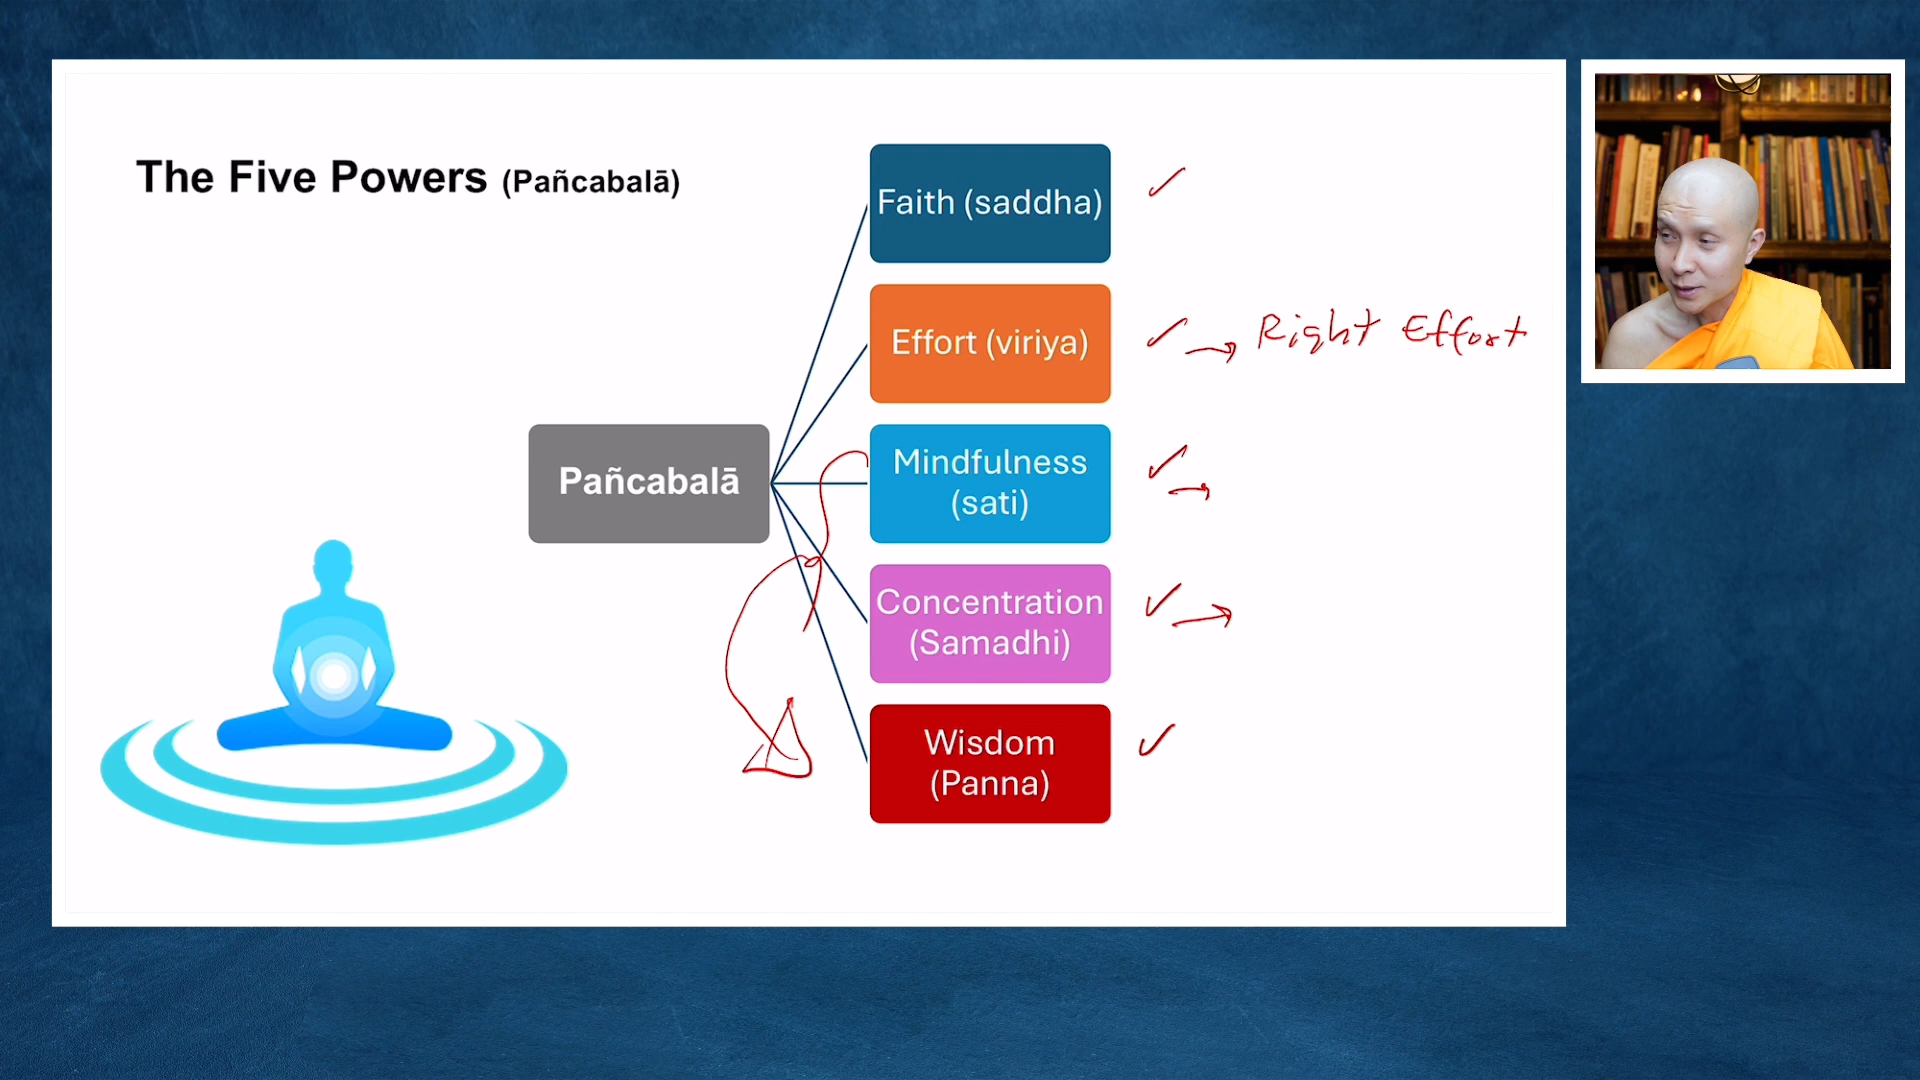 The Five Powers (Pañcabalā)
Faith (saddha)
Effort (viriya)
Right Effort
Pañcabalā
Mindfulness
(sati)
Concentration
(Samadhi)
Wisdom
(Panna)